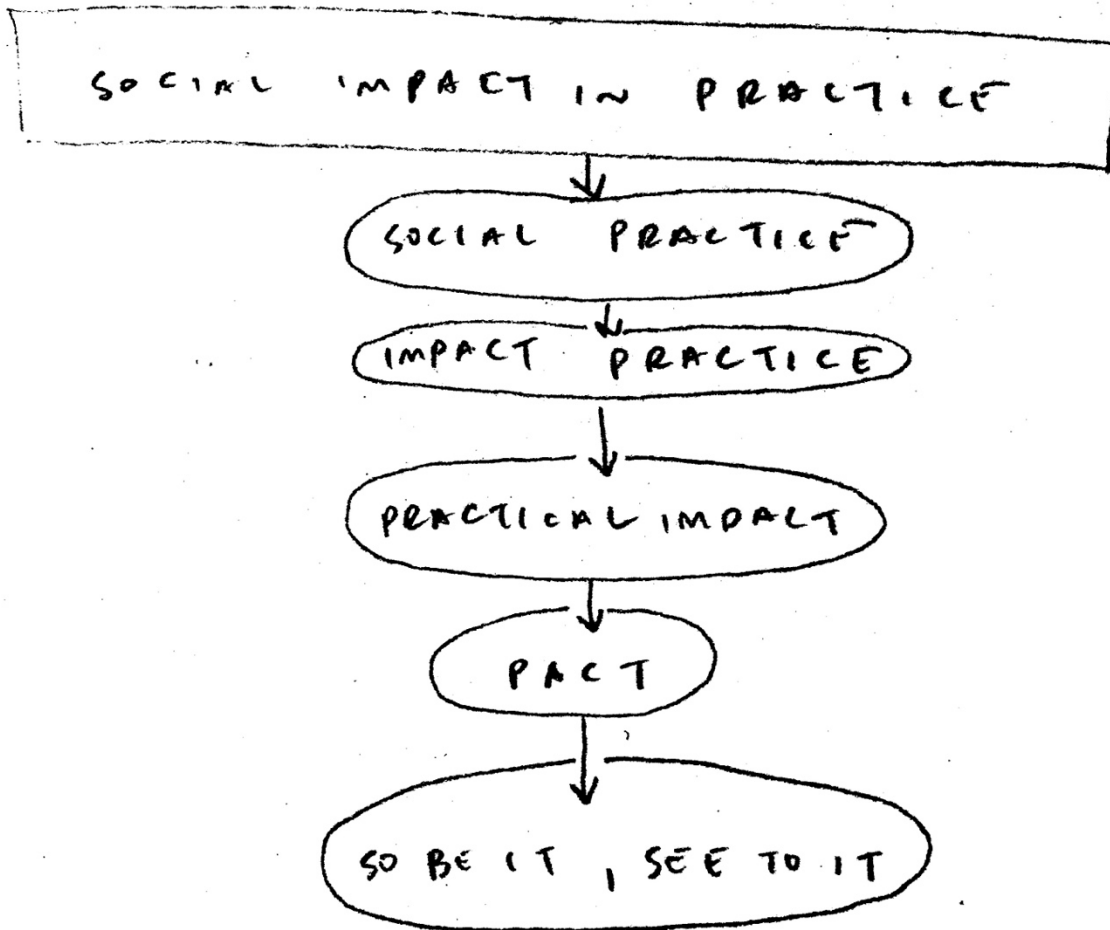 SOCIAL IMPACT IN PRACTICE
SOCIAL PRACTICE
IMPACT PRACTICE
PRACTICAL IMPACT
PACT
SO BE IT, SEE TO IT